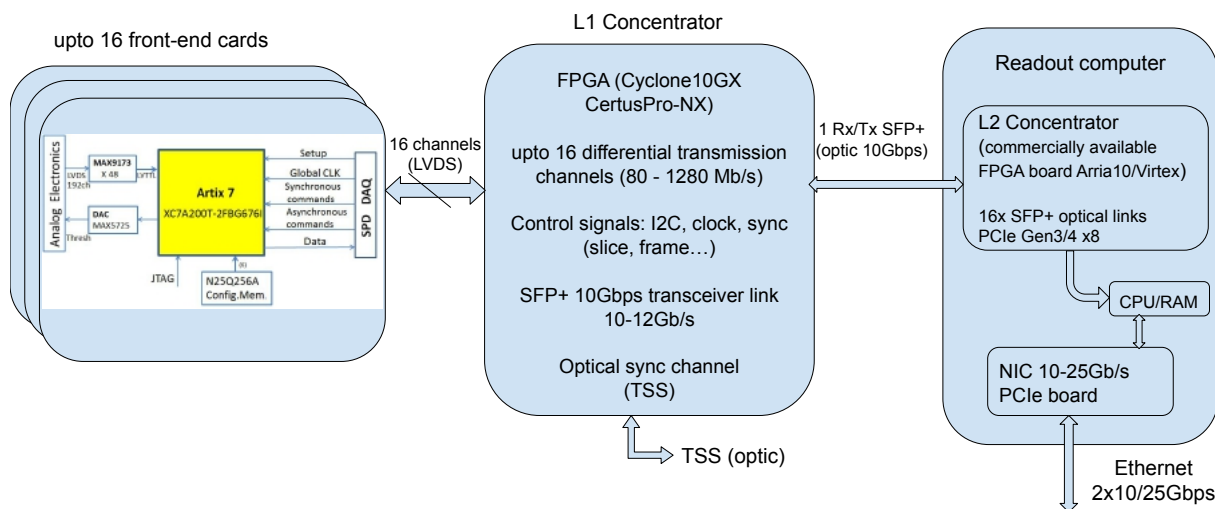 upto 16 front-end cards
Analog Electronics
MAX9173
X 48
LVDS
192ch
LVTTL
DAC
MAX5725
Thresh
Artix 7
XC7A200T-2FBG676I
JTAG
N25Q256A
Config.Mem.
Setup
Global CLK
Synchronous
commands
Asynchronous
commands
Data
SPD DAQ
16 channels
(LVDS)
L1 Concentrator
FPGA (Cyclone10GX
CertusPro-NX)
upto 16 differential transmission
channels (80 - 1280 Mb/s)
Control signals: I2C, clock, sync
(slice, frame…)
SFP+ 10Gbps transceiver link
10-12Gb/s
Optical sync channel
(TSS)
TSS (optic)
1 Rx/Tx SFP+
(optic 10Gbps)
Readout computer
L2 Concentrator
(commercially available
FPGA board Arria10/Virtex)
16x SFP+ optical links
PCIe Gen3/4 x8
CPU/RAM
NIC 10-25Gb/s
PCIe board
Ethernet
2x10/25Gbps